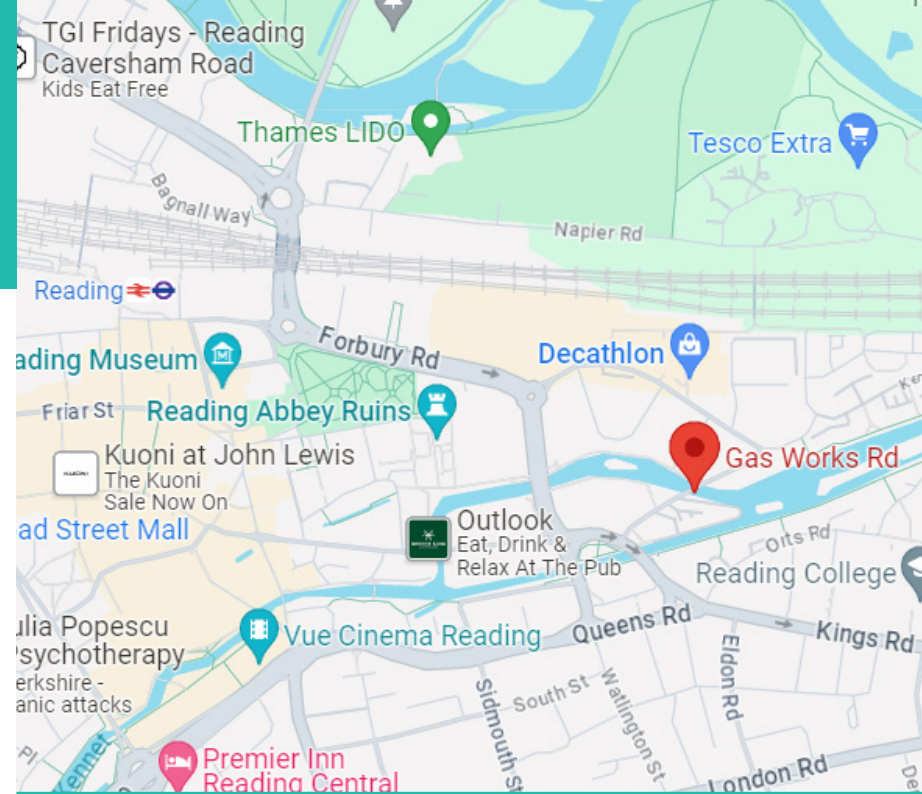 TGI Fridays - Reading
Caversham Road
Kids Eat Free
Thames LIDO
Tesco Extra
Bagnall Way
Napier Rd
Reading
Forbury Rd
Decathlon
ading Museum
Friar St
Reading Abbey Ruins
Kuoni at John Lewis
The Kuoni
Sale Now On
KUONI
Gas Works Rd
ad Street Mall
Outlook
Eat, Drink &
Relax At The Pub
Orts Rd
Reading College
ulia Popescu
Psychotherapy
erkshire -
anic attacks
Vue Cinema Reading
Queens Rd
Kings Rd
Eldon Rd
South St
Watlington St
Sidmouth St
Kennet
Pl
Premier Inn
Reading Central
London Rd